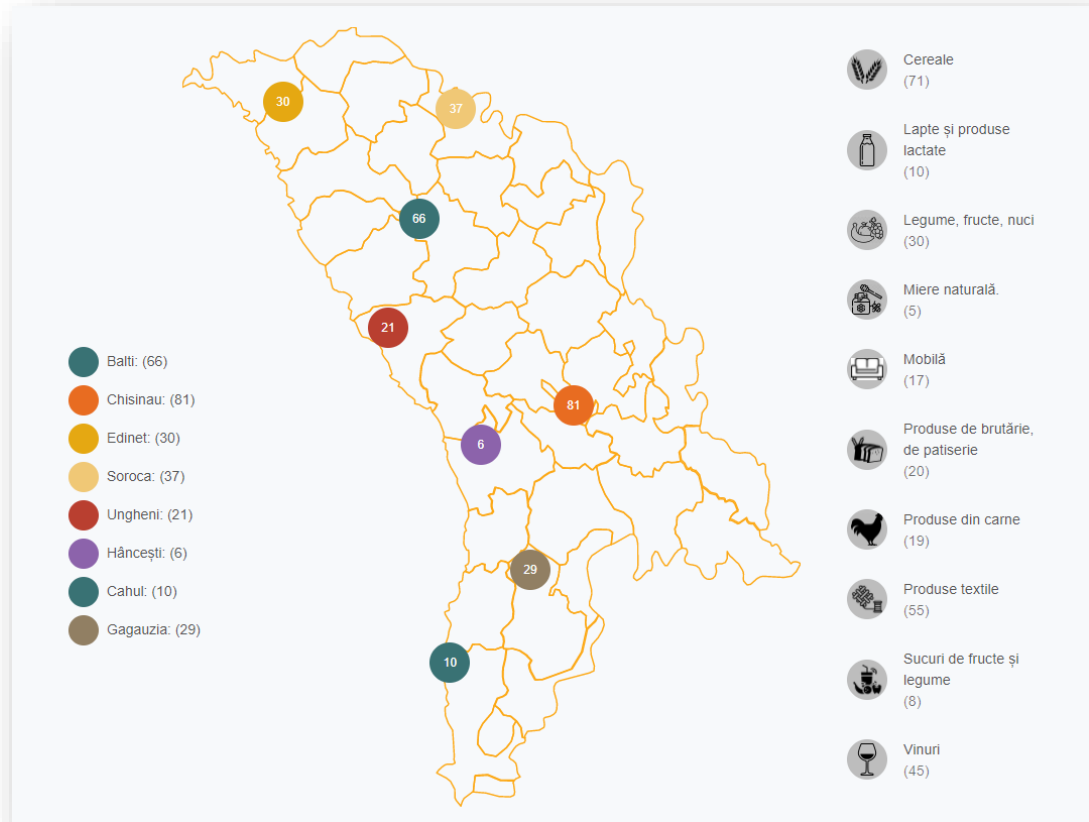 30
37
66
21
81
6
29
10
Balti: (66)
Chisinau: (81)
Edinet: (30)
Soroca: (37)
Ungheni: (21)
Hâncești: (6)
Cahul: (10)
Gagauzia: (29)
Cereale
(71)
Lapte și produse
lactate
(10)
Legume, fructe, nuci
(30)
Miere naturală.
(5)
Mobilă
(17)
Produse de brutărie,
de patiserie
(20)
Produse din carne
(19)
Produse textile
(55)
Sucuri de fructe și
legume
(8)
Vinuri
(45)